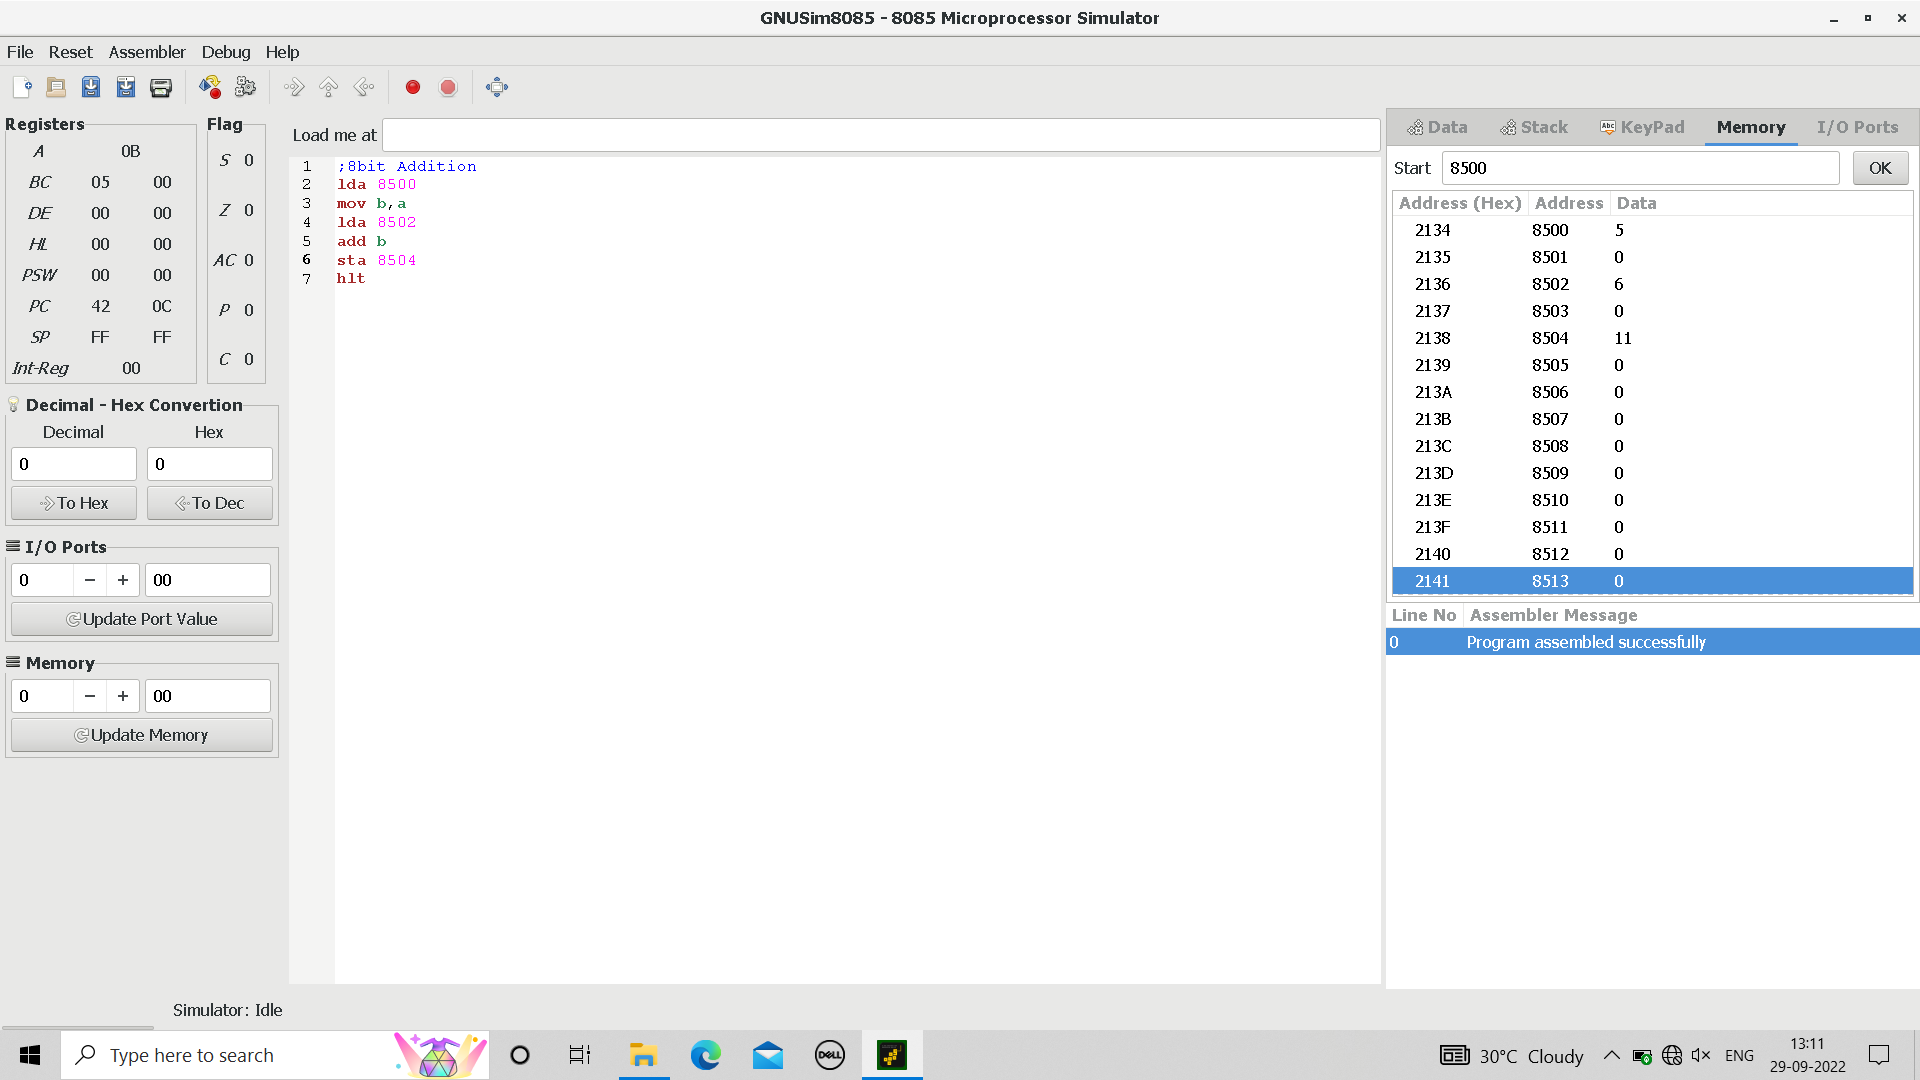 GNUSim8085 - 8085 Microprocessor Simulator
File Reset Assembler Debug Help
Registers
A 0B
BC 05 00
DE 00 00
HL 00 00
PSW 00 00
PC 42 0C
SP FF FF
Int-Reg 00
Flag
S 0
Z 0
AC 0
P 0
C 0
Decimal - Hex Convertion
Decimal Hex
0 0
To Hex To Dec
I/O Ports
0 − + 00
Update Port Value
Memory
0 − + 00
Update Memory
Load me at
1 ;8bit Addition
2 lda 8500
3 mov b,a
4 lda 8502
5 add b
6 sta 8504
7 hlt
Data Stack Abc KeyPad Memory I/O Ports
Start 8500 OK
Address (Hex) Address Data
2134 8500 5
2135 8501 0
2136 8502 6
2137 8503 0
2138 8504 11
2139 8505 0
213A 8506 0
213B 8507 0
213C 8508 0
213D 8509 0
213E 8510 0
213F 8511 0
2140 8512 0
2141 8513 0
Line No Assembler Message
0 Program assembled successfully
Simulator: Idle
Type here to search
DELL
30°C Cloudy
ENG
13:11
29-09-2022